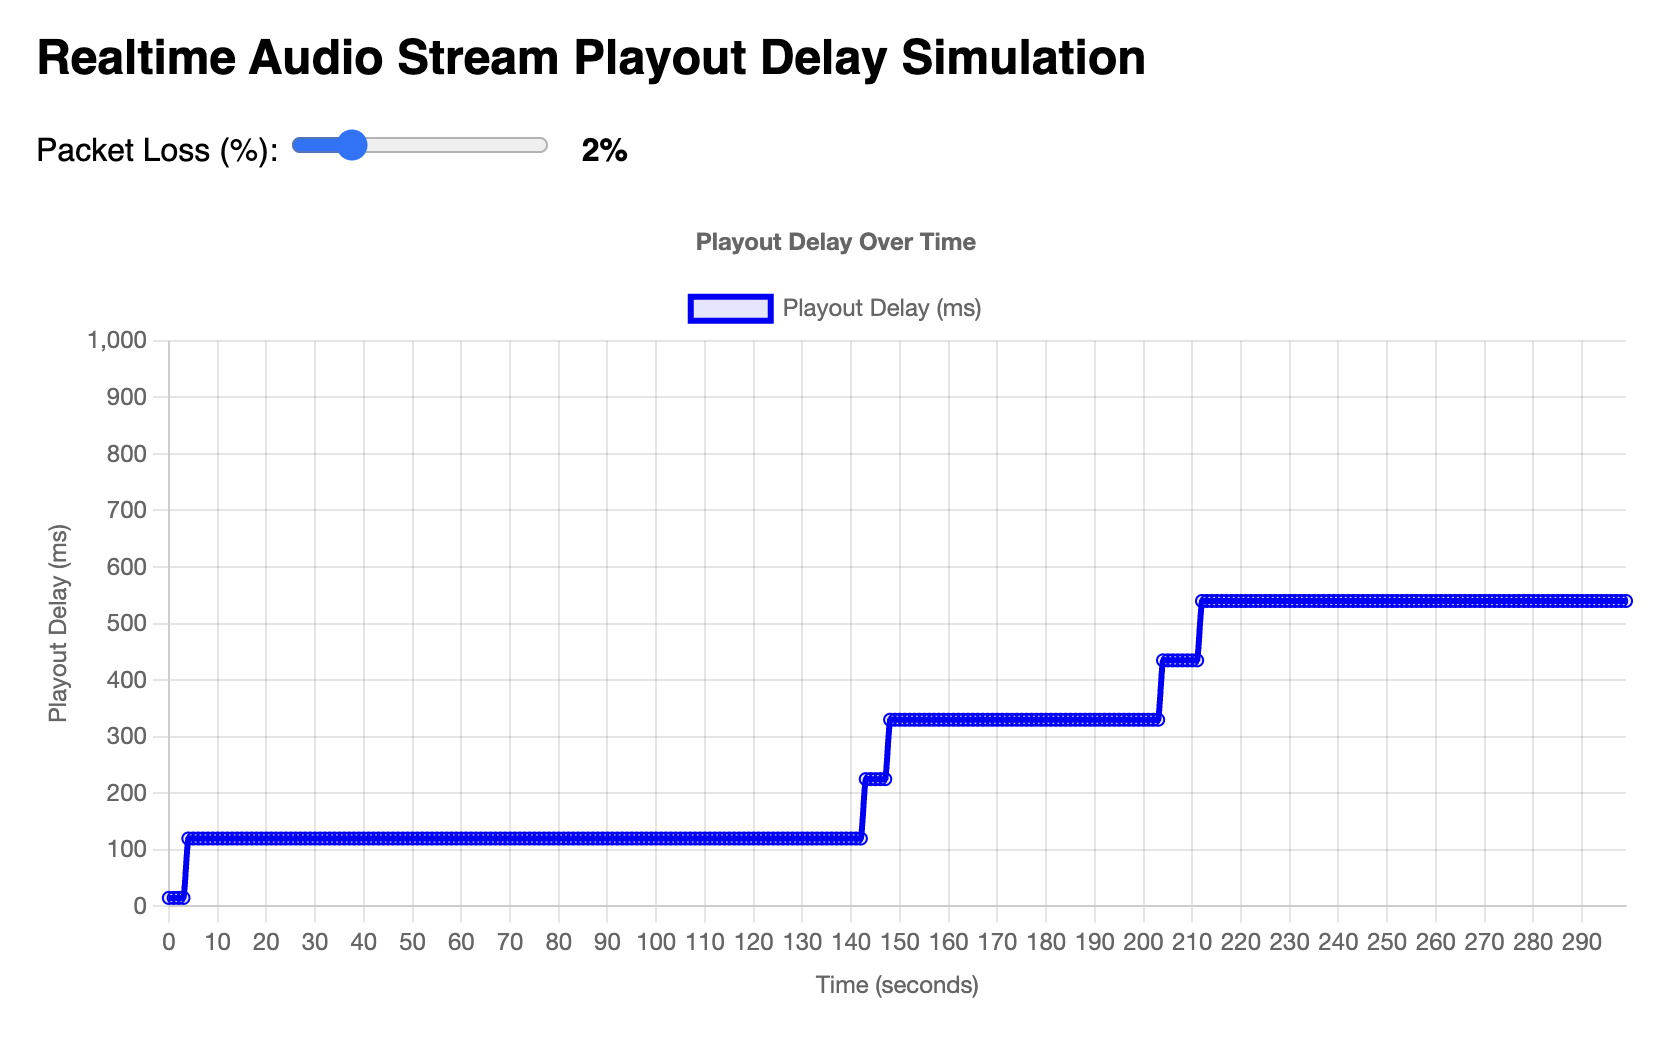 Realtime Audio Stream Playout Delay Simulation
Packet Loss (%): 2%
Playout Delay Over Time
Playout Delay (ms)
1,000
900
800
700
600
500
400
300
200
100
0
Playout Delay (ms)
0 10 20 30 40 50 60 70 80 90 100 110 120 130 140 150 160 170 180 190 200 210 220 230 240 250 260 270 280 290
Time (seconds)